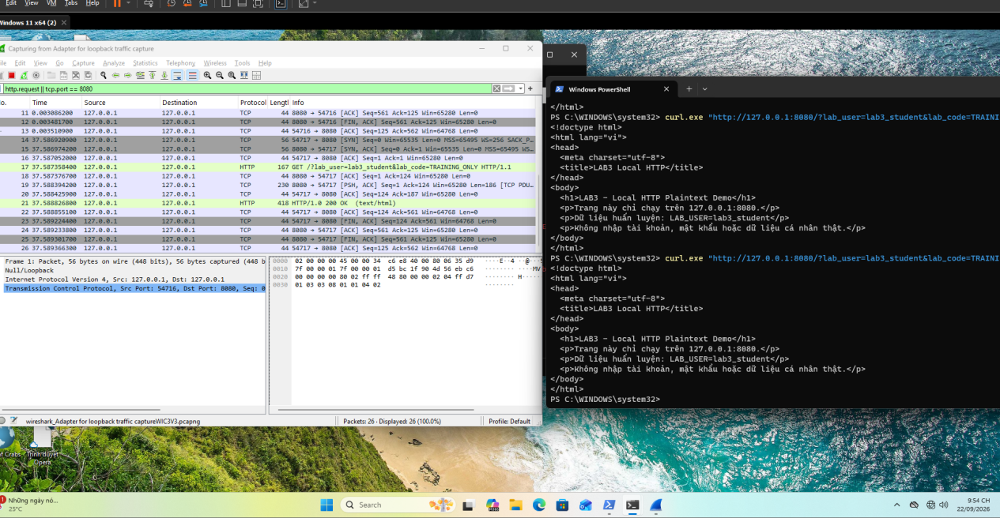 Edit View VM Tabs Help
Windows 11 x64 (2)
Capturing from Adapter for loopback traffic capture
Edit View Go Capture Analyze Statistics Telephony Wireless Tools Help
http.request || tcp.port == 8080
Time Source Destination Protocol Lengtl Info
11 0.003086200 127.0.0.1 127.0.0.1 TCP 44 8080 → 54716 [ACK] Seq=561 Ack=125 Win=65280 Len=0
12 0.003481700 127.0.0.1 127.0.0.1 TCP 44 8080 → 54716 [FIN, ACK] Seq=561 Ack=125 Win=65280 Len=0
13 0.003510900 127.0.0.1 127.0.0.1 TCP 44 54716 → 8080 [ACK] Seq=125 Ack=562 Win=64768 Len=0
14 37.586920900 127.0.0.1 127.0.0.1 TCP 56 54717 → 8080 [SYN] Seq=0 Win=65535 Len=0 MSS=65495 WS=256 SACK_P…
15 37.586974200 127.0.0.1 127.0.0.1 TCP 56 8080 → 54717 [SYN, ACK] Seq=0 Ack=1 Win=65535 Len=0 MSS=65495 WS…
16 37.587052000 127.0.0.1 127.0.0.1 TCP 44 54717 → 8080 [ACK] Seq=1 Ack=1 Win=65280 Len=0
17 37.587358400 127.0.0.1 127.0.0.1 HTTP 167 GET /?lab_user=lab3_student&lab_code=TRAINING_ONLY HTTP/1.1
18 37.587376700 127.0.0.1 127.0.0.1 TCP 44 8080 → 54717 [ACK] Seq=1 Ack=124 Win=65280 Len=0
19 37.588394200 127.0.0.1 127.0.0.1 TCP 230 8080 → 54717 [PSH, ACK] Seq=1 Ack=124 Win=65280 Len=186 [TCP PDU…
20 37.588425900 127.0.0.1 127.0.0.1 TCP 44 54717 → 8080 [ACK] Seq=124 Ack=187 Win=65280 Len=0
21 37.588826800 127.0.0.1 127.0.0.1 HTTP 418 HTTP/1.0 200 OK (text/html)
22 37.588855100 127.0.0.1 127.0.0.1 TCP 44 54717 → 8080 [ACK] Seq=124 Ack=561 Win=64768 Len=0
23 37.589224400 127.0.0.1 127.0.0.1 TCP 44 54717 → 8080 [FIN, ACK] Seq=124 Ack=561 Win=64768 Len=0
24 37.589233800 127.0.0.1 127.0.0.1 TCP 44 8080 → 54717 [ACK] Seq=561 Ack=125 Win=65280 Len=0
25 37.589301700 127.0.0.1 127.0.0.1 TCP 44 8080 → 54717 [FIN, ACK] Seq=561 Ack=125 Win=65280 Len=0
26 37.589366300 127.0.0.1 127.0.0.1 TCP 44 54717 → 8080 [ACK] Seq=125 Ack=562 Win=64768 Len=0
Frame 1: Packet, 56 bytes on wire (448 bits), 56 bytes captured (448 b
Null/Loopback
Internet Protocol Version 4, Src: 127.0.0.1, Dst: 127.0.0.1
Transmission Control Protocol, Src Port: 54716, Dst Port: 8080, Seq: 0
0000 02 00 00 00 45 00 00 34 c6 e8 40 00 80 06 35 d9 ····E··4 ··@···5
0010 7f 00 00 01 7f 00 00 01 d5 bc 1f 90 4d 56 eb c6 ········ ····MV
0020 00 00 00 00 80 02 ff ff 48 80 00 00 02 04 ff d7 ········ H·······
0030 01 03 03 08 01 01 04 02 ········
wireshark_Adapter for loopback traffic captureWIC3V3.pcapng
Packets: 26 · Displayed: 26 (100.0%)
Profile: Default
Windows PowerShell
</html>
PS C:\WINDOWS\system32> curl.exe "http://127.0.0.1:8080/?lab_user=lab3_student&lab_code=TRAINI
<!doctype html>
<html lang="vi">
<head>
<meta charset="utf-8">
<title>LAB3 Local HTTP</title>
</head>
<body>
<h1>LAB3 - Local HTTP Plaintext Demo</h1>
<p>Trang này chỉ chạy trên 127.0.0.1:8080.</p>
<p>Dữ liệu huấn luyện: LAB_USER=lab3_student</p>
<p>Không nhập tài khoản, mật khẩu hoặc dữ liệu cá nhân thật.</p>
</body>
</html>
PS C:\WINDOWS\system32> curl.exe "http://127.0.0.1:8080/?lab_user=lab3_student&lab_code=TRAINI
<!doctype html>
<html lang="vi">
<head>
<meta charset="utf-8">
<title>LAB3 Local HTTP</title>
</head>
<body>
<h1>LAB3 - Local HTTP Plaintext Demo</h1>
<p>Trang này chỉ chạy trên 127.0.0.1:8080.</p>
<p>Dữ liệu huấn luyện: LAB_USER=lab3_student</p>
<p>Không nhập tài khoản, mật khẩu hoặc dữ liệu cá nhân thật.</p>
</body>
</html>
PS C:\WINDOWS\system32>
of Crabs
Trình duyệt
Opera
1
Những ngày nó...
25°C
Search
9:54 CH
22/09/2026